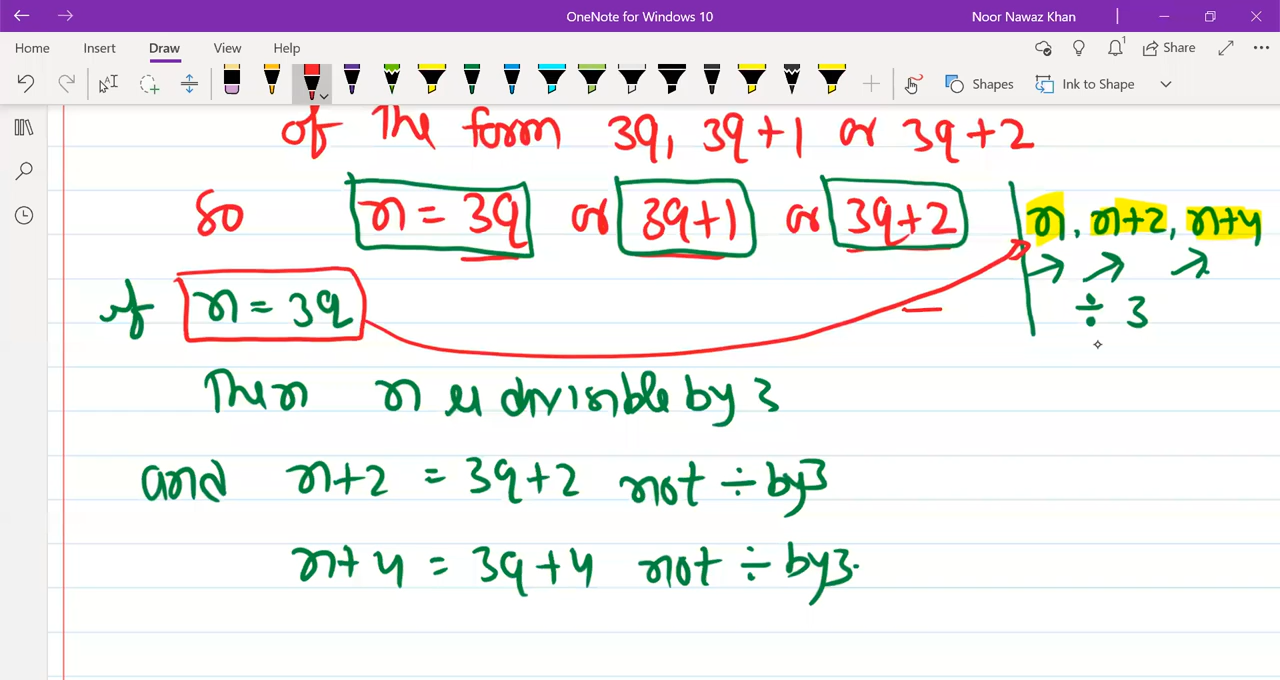 OneNote for Windows 10
Noor Nawaz Khan
Home Insert Draw View Help
1
Share
Shapes
Ink to Shape
of The form 3q, 3q+1 or 3q+2
So n = 3q or 3q+1 or 3q+2
n, n+2, n+4
÷ 3
if n = 3q
Then n is divisible by 3
and n+2 = 3q+2 not ÷ by 3
n+4 = 3q+4 not ÷ by 3.